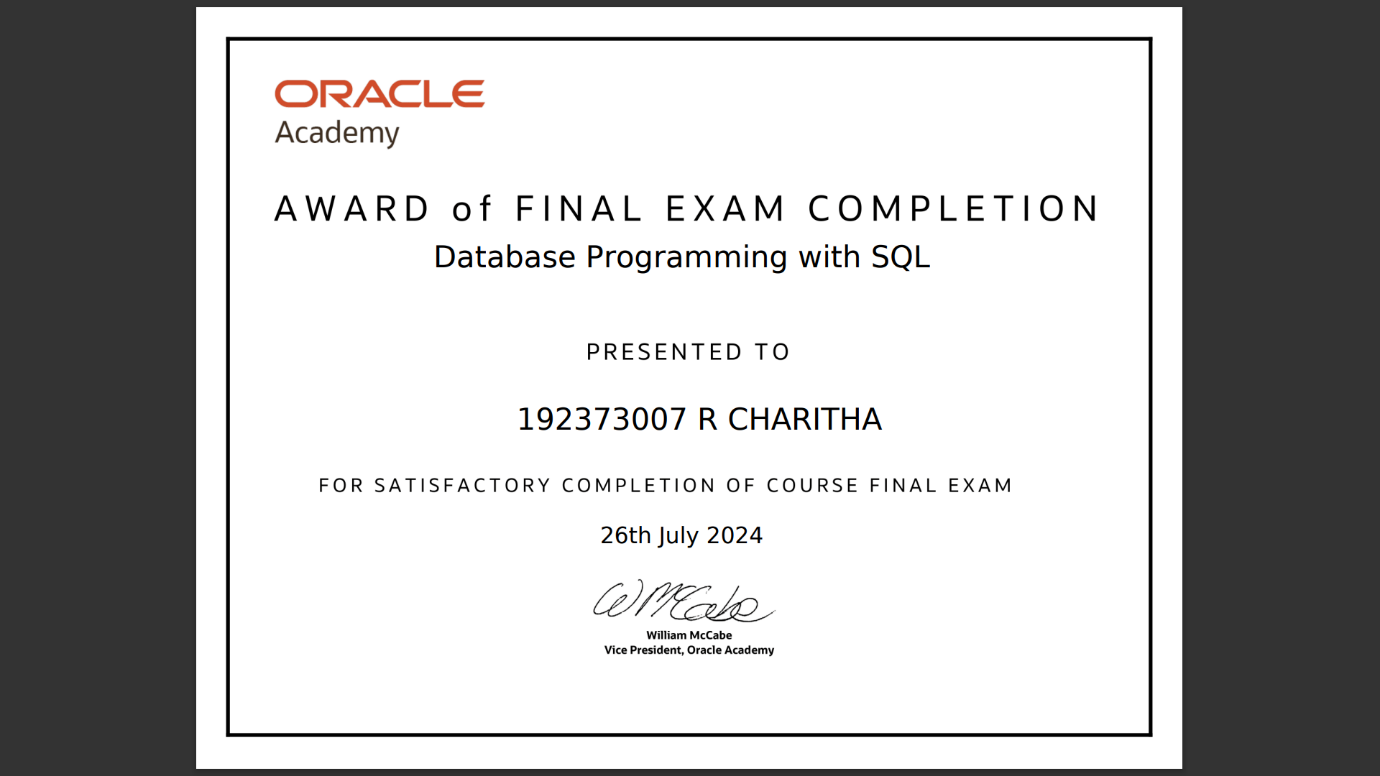 ORACLE
Academy
AWARD of FINAL EXAM COMPLETION
Database Programming with SQL
PRESENTED TO
192373007 R CHARITHA
FOR SATISFACTORY COMPLETION OF COURSE FINAL EXAM
26th July 2024
WMcCabe
William McCabe
Vice President, Oracle Academy